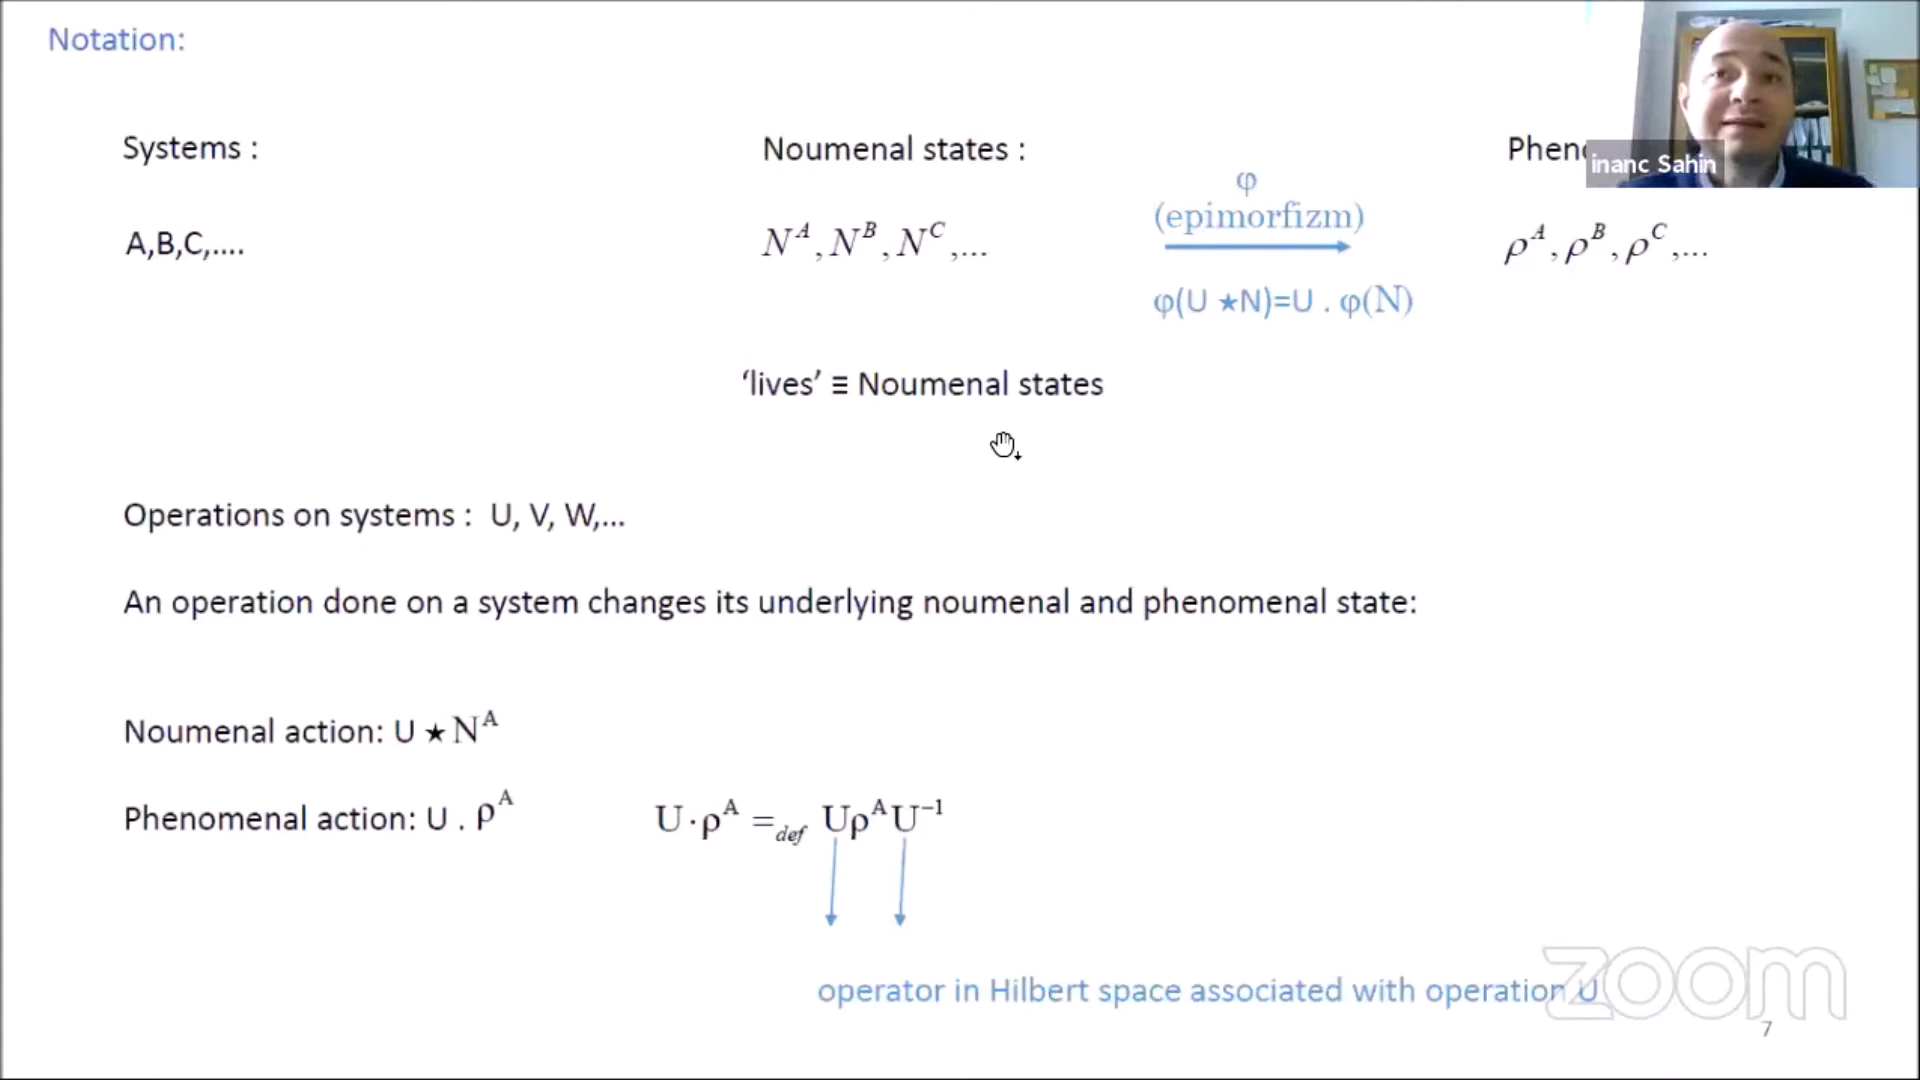 Notation:
Systems :
Noumenal states :
inanc Sahin
φ
(epimorfizm)
A,B,C,....
N^A, N^B, N^C,...
ρ^A, ρ^B, ρ^C,...
φ(U ★N)=U . φ(N)
‘lives’ ≡ Noumenal states
Operations on systems : U, V, W,...
An operation done on a system changes its underlying noumenal and phenomenal state:
Noumenal action: U ★ N^A
Phenomenal action: U . ρ^A
U·ρ^A =_def Uρ^A U^−1
operator in Hilbert space associated with operation U
zoom
7